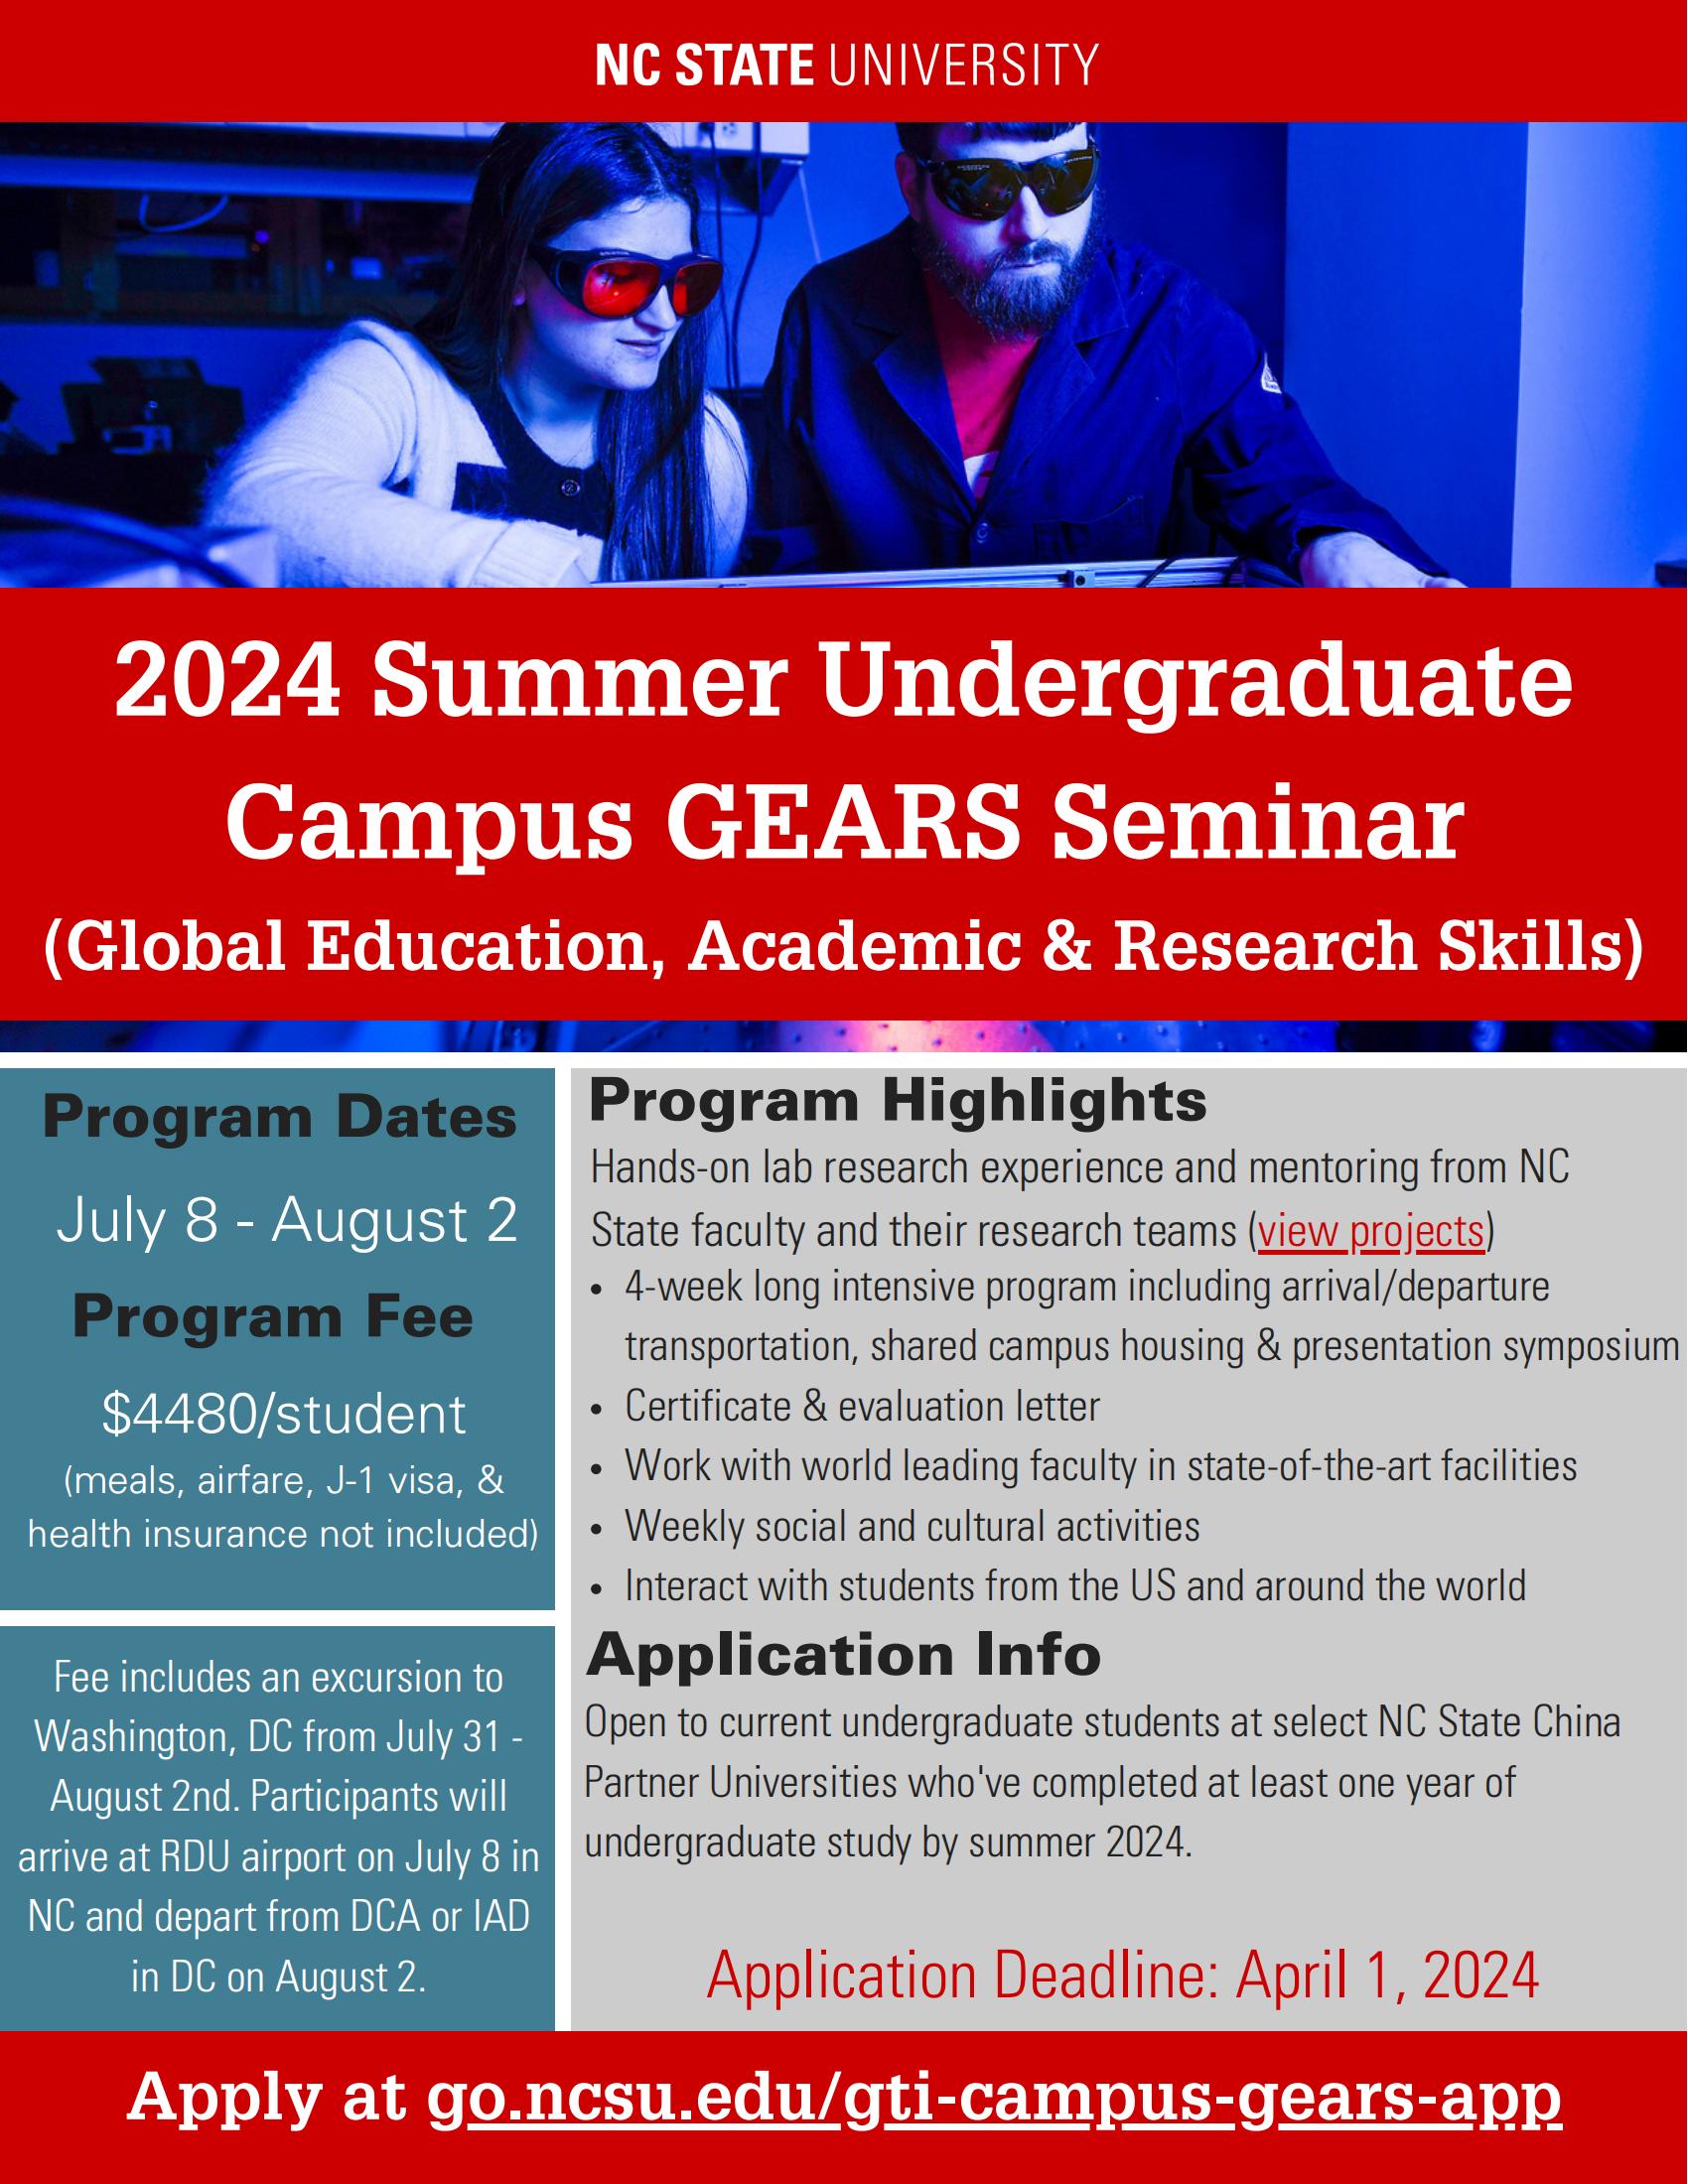 NC STATE UNIVERSITY
2024 Summer Undergraduate
Campus GEARS Seminar
(Global Education, Academic & Research Skills)
Program Dates
July 8 - August 2
Program Fee
$4480/student
(meals, airfare, J-1 visa, &
health insurance not included)
Fee includes an excursion to
Washington, DC from July 31 -
August 2nd. Participants will
arrive at RDU airport on July 8 in
NC and depart from DCA or IAD
in DC on August 2.
Program Highlights
Hands-on lab research experience and mentoring from NC
State faculty and their research teams (view projects)
• 4-week long intensive program including arrival/departure
transportation, shared campus housing & presentation symposium
• Certificate & evaluation letter
• Work with world leading faculty in state-of-the-art facilities
• Weekly social and cultural activities
• Interact with students from the US and around the world
Application Info
Open to current undergraduate students at select NC State China
Partner Universities who've completed at least one year of
undergraduate study by summer 2024.
Application Deadline: April 1, 2024
Apply at go.ncsu.edu/gti-campus-gears-app